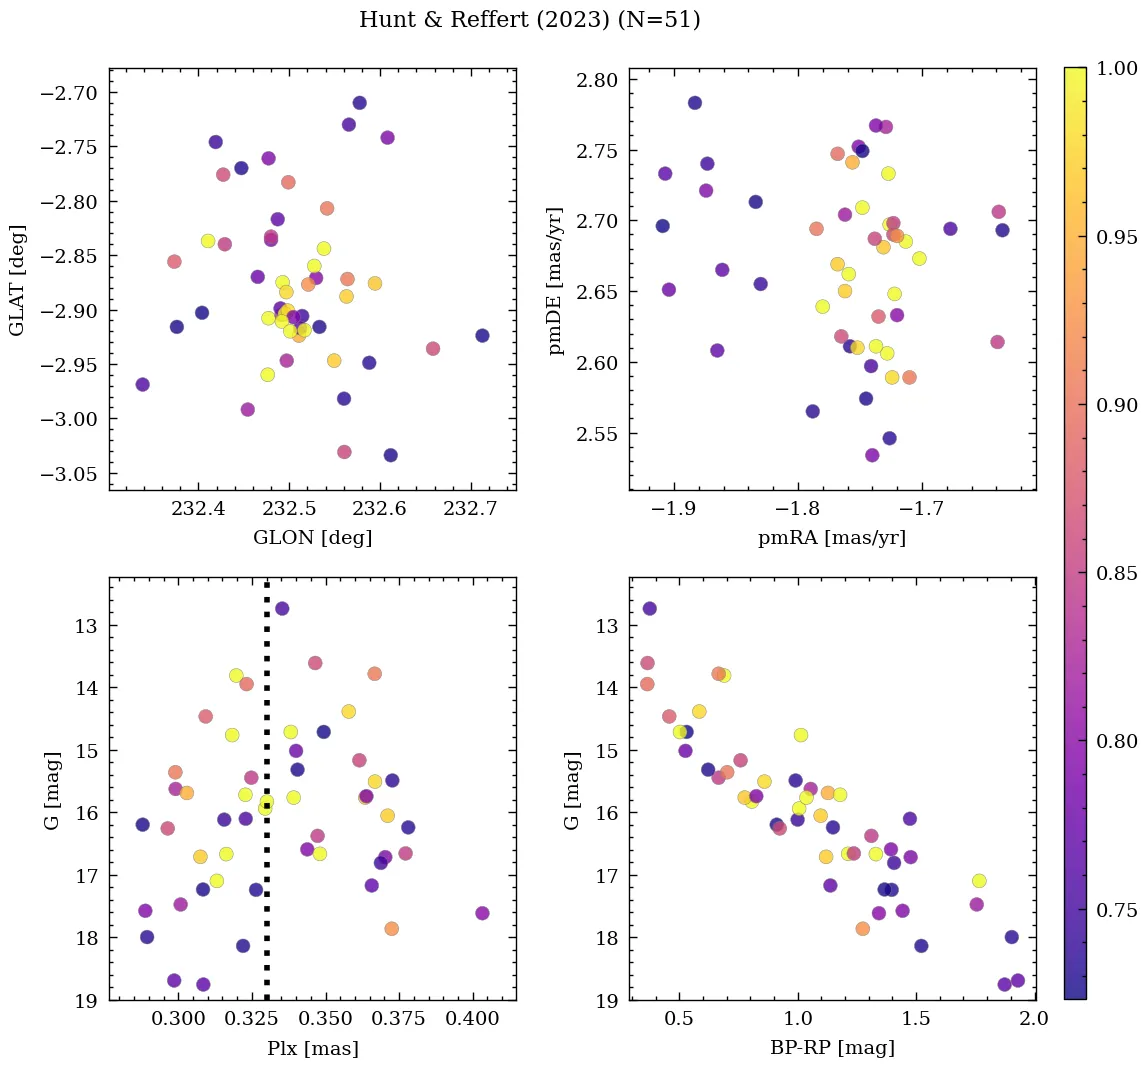 Hunt & Reffert (2023) (N=51)
−2.70
−2.75
−2.80
−2.85
−2.90
−2.95
−3.00
−3.05
GLAT [deg]
232.4 232.5 232.6 232.7
GLON [deg]
2.80
2.75
2.70
2.65
2.60
2.55
pmDE [mas/yr]
−1.9 −1.8 −1.7
pmRA [mas/yr]
1.00
0.95
0.90
0.85
0.80
0.75
13
14
15
16
17
18
19
G [mag]
0.300 0.325 0.350 0.375 0.400
Plx [mas]
13
14
15
16
17
18
19
G [mag]
0.5 1.0 1.5 2.0
BP-RP [mag]